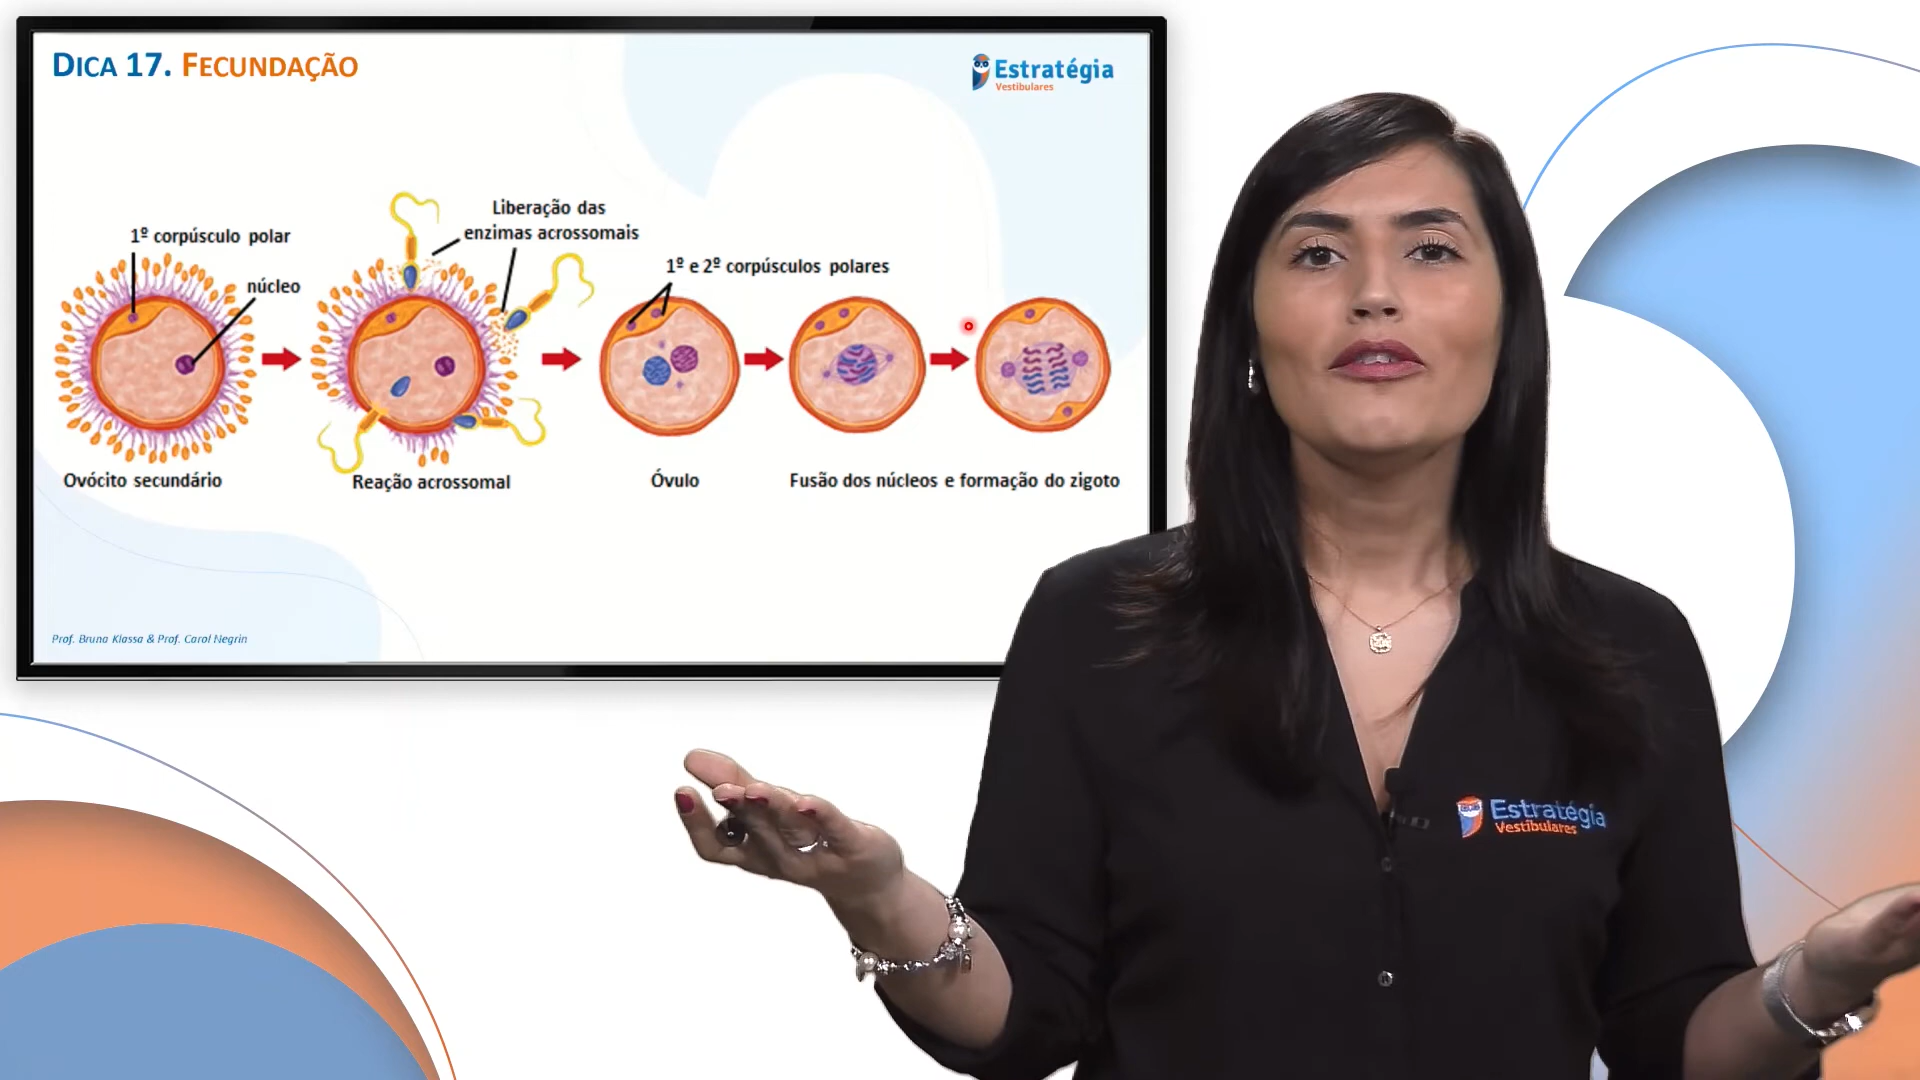 DICA 17. FECUNDAÇÃO
Estratégia
Vestibulares
Liberação das
enzimas acrossomais
1º corpúsculo polar
núcleo
1º e 2º corpúsculos polares
Ovócito secundário
Reação acrossomal
Óvulo
Fusão dos núcleos e formação do zigoto
Prof. Bruna Klassa & Prof. Carol Negrin
Estratégia
Vestibulares